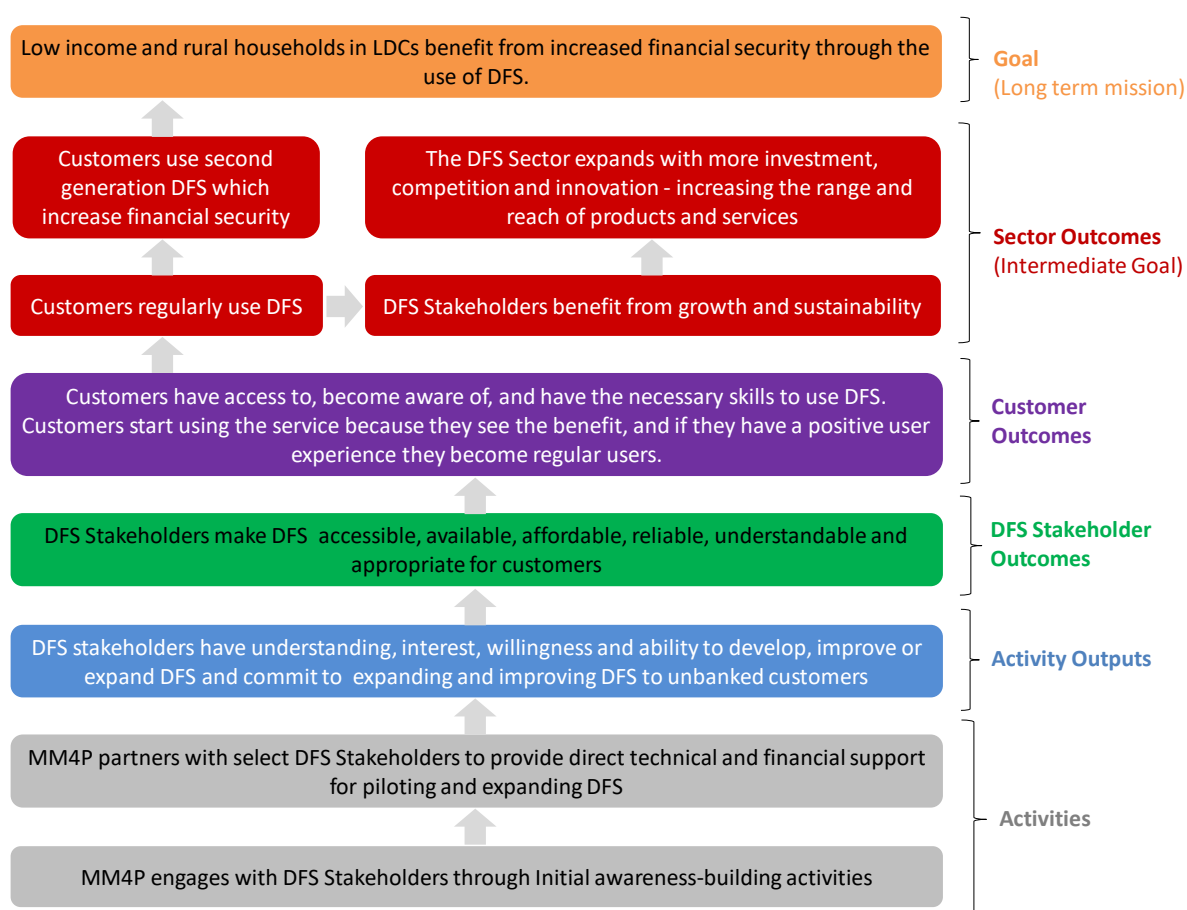 Low income and rural households in LDCs benefit from increased financial security through the
use of DFS.
Goal
(Long term mission)
Customers use second
generation DFS which
increase financial security
The DFS Sector expands with more investment,
competition and innovation - increasing the range and
reach of products and services
Sector Outcomes
(Intermediate Goal)
Customers regularly use DFS
DFS Stakeholders benefit from growth and sustainability
Customers have access to, become aware of, and have the necessary skills to use DFS.
Customers start using the service because they see the benefit, and if they have a positive user
experience they become regular users.
Customer
Outcomes
DFS Stakeholders make DFS accessible, available, affordable, reliable, understandable and
appropriate for customers
DFS Stakeholder
Outcomes
DFS stakeholders have understanding, interest, willingness and ability to develop, improve or
expand DFS and commit to expanding and improving DFS to unbanked customers
Activity Outputs
MM4P partners with select DFS Stakeholders to provide direct technical and financial support
for piloting and expanding DFS
Activities
MM4P engages with DFS Stakeholders through Initial awareness-building activities